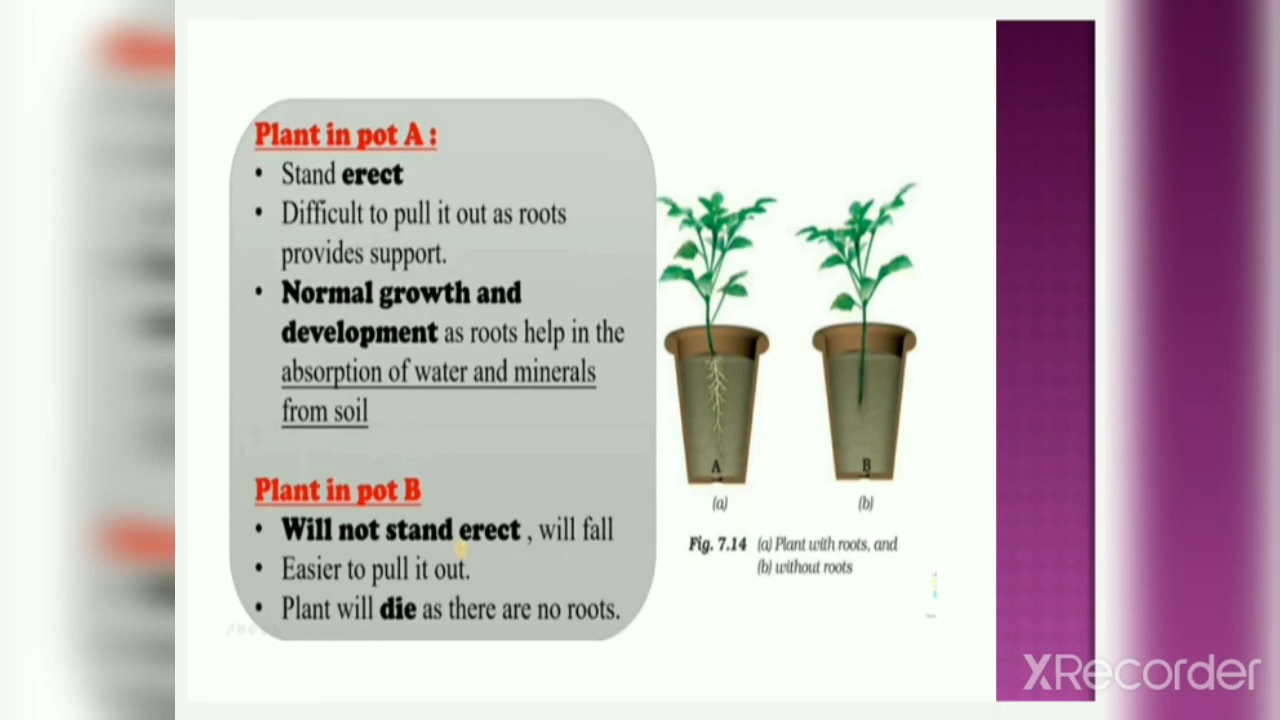 Plant in pot A :
• Stand erect
• Difficult to pull it out as roots
provides support.
• Normal growth and
development as roots help in the
absorption of water and minerals
from soil
Plant in pot B
• Will not stand erect , will fall
• Easier to pull it out.
• Plant will die as there are no roots.
A
B
(a)
(b)
Fig. 7.14 (a) Plant with roots, and
(b) without roots
XRecorder